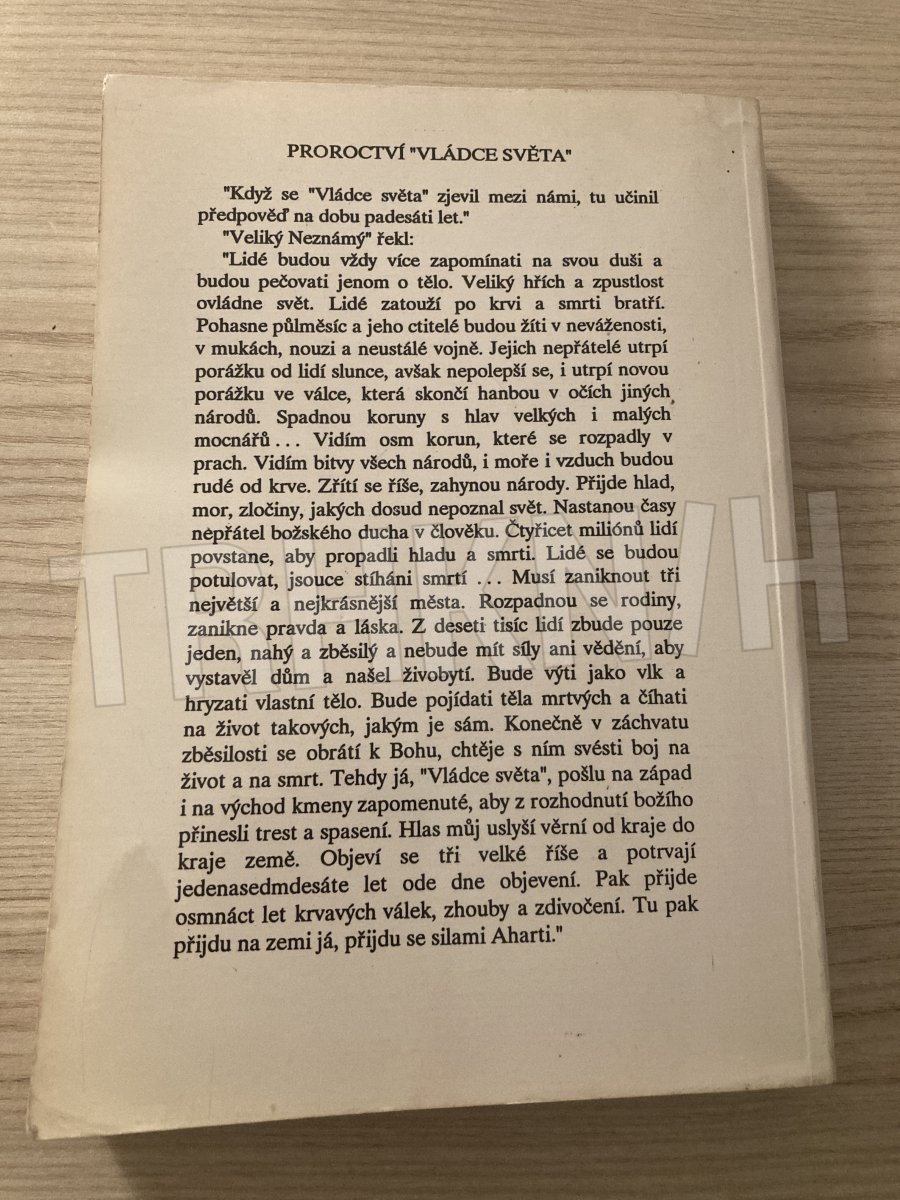 PROROCTVÍ "VLÁDCE SVĚTA"
"Když se "Vládce světa" zjevil mezi námi, tu učinil
předpověď na dobu padesáti let."
"Veliký Neznámý" řekl:
"Lidé budou vždy více zapomínati na svou duši a
budou pečovati jenom o tělo. Veliký hřích a zpustlost
ovládne svět. Lidé zatouží po krvi a smrti bratří.
Pohasne půlměsíc a jeho ctitelé budou žíti v neváženosti,
v mukách, nouzi a neustálé vojně. Jejich nepřátelé utrpí
porážku od lidí slunce, avšak nepolepší se, i utrpí novou
porážku ve válce, která skončí hanbou v očích jiných
národů. Spadnou koruny s hlav velkých i malých
mocnářů... Vidím osm korun, které se rozpadly v
prach. Vidím bitvy všech národů, i moře i vzduch budou
rudé od krve. Zřítí se říše, zahynou národy. Přijde hlad,
mor, zločiny, jakých dosud nepoznal svět. Nastanou časy
nepřátel božského ducha v člověku. Čtyřicet miliónů lidí
povstane, aby propadli hladu a smrti. Lidé se budou
potulovat, jsouce stíháni smrtí ... Musí zaniknout tři
největší a nejkrásnější města. Rozpadnou se rodiny,
zanikne pravda a láska. Z deseti tisíc lidí zbude pouze
jeden, nahý a zběsilý a nebude mít síly ani vědění, aby
vystavěl dům a našel živobytí. Bude výti jako vlk a
hryzati vlastní tělo. Bude pojídati těla mrtvých a číhati
na život takových, jakým je sám. Konečně v záchvatu
zběsilosti se obrátí k Bohu, chtěje s ním svésti boj na
život a na smrt. Tehdy já, "Vládce světa", pošlu na západ
i na východ kmeny zapomenuté, aby z rozhodnutí božího
přinesli trest a spasení. Hlas můj uslyší věrní od kraje do
kraje země. Objeví se tři velké říše a potrvají
jedenasedmdesáte let ode dne objevení. Pak přijde
osmnáct let krvavých válek, zhouby a zdivočení. Tu pak
přijdu na zemi já, přijdu se silami Aharti."